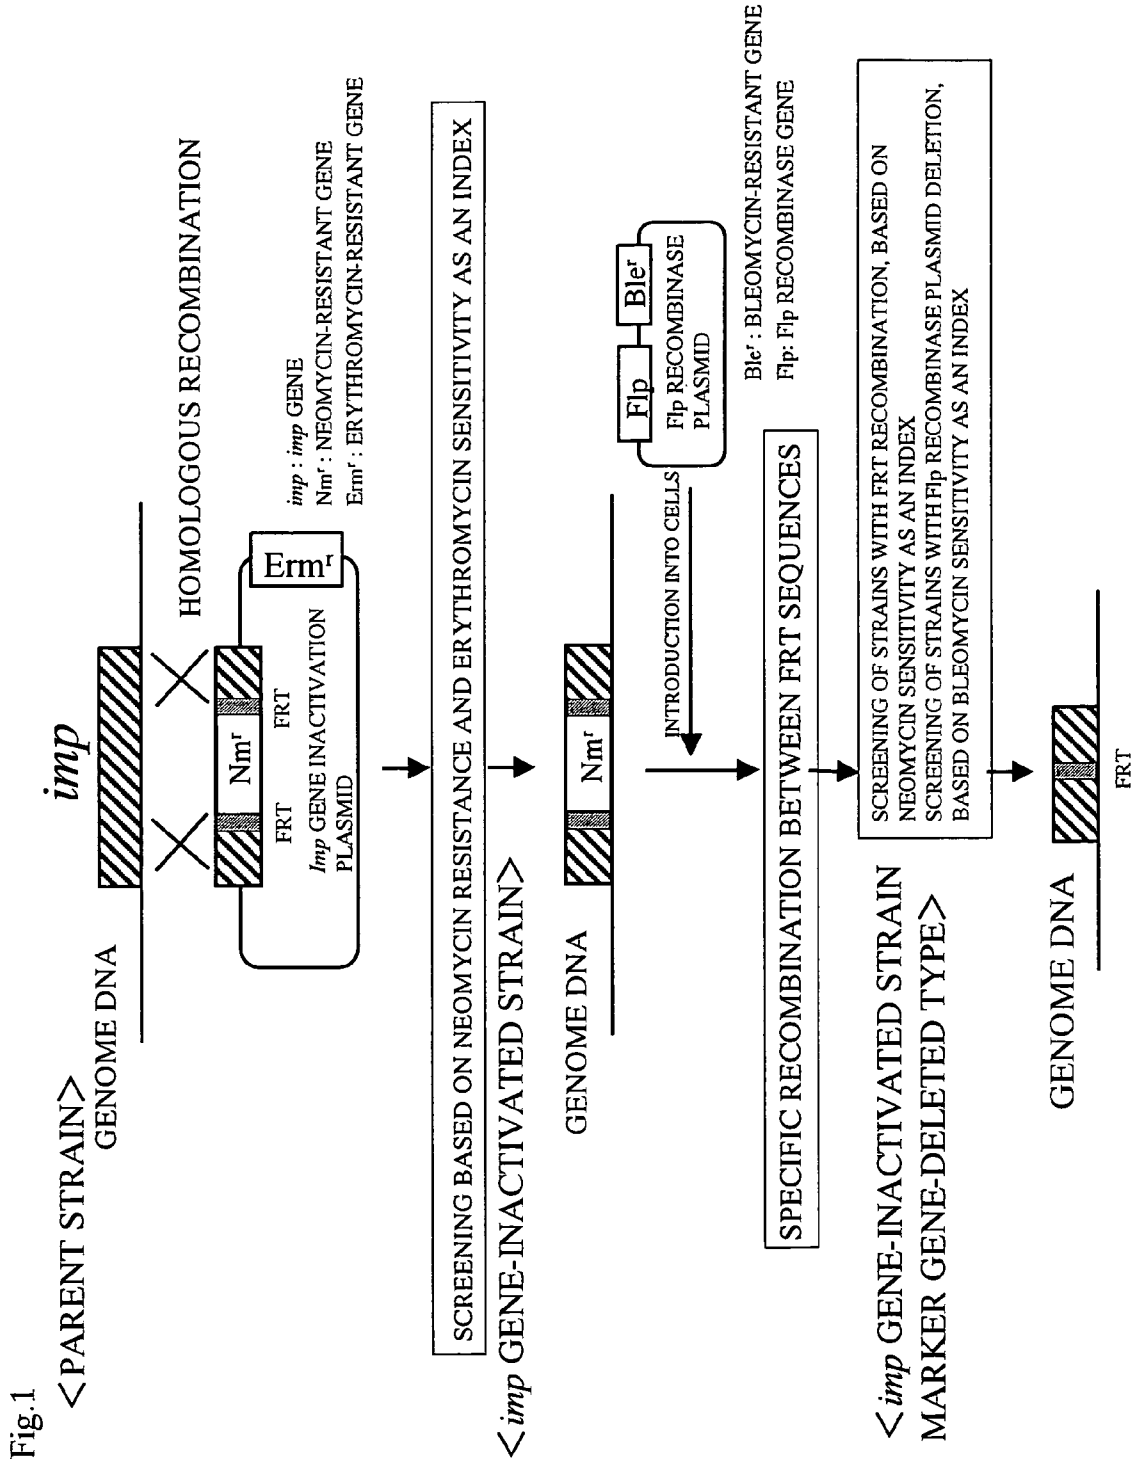 Fig.1
<PARENT STRAIN>
imp
GENOME DNA
HOMOLOGOUS RECOMBINATION
Nmʳ
Ermʳ
FRT
FRT
Imp GENE INACTIVATION
PLASMID
imp : imp GENE
Nmʳ : NEOMYCIN-RESISTANT GENE
Ermʳ : ERYTHROMYCIN-RESISTANT GENE
SCREENING BASED ON NEOMYCIN RESISTANCE AND ERYTHROMYCIN SENSITIVITY AS AN INDEX
<imp GENE-INACTIVATED STRAIN>
GENOME DNA
Nmʳ
Flp
Bleʳ
Flp RECOMBINASE
PLASMID
INTRODUCTION INTO CELLS
Bleʳ : BLEOMYCIN-RESISTANT GENE
Flp: Flp RECOMBINASE GENE
SPECIFIC RECOMBINATION BETWEEN FRT SEQUENCES
SCREENING OF STRAINS WITH FRT RECOMBINATION, BASED ON
NEOMYCIN SENSITIVITY AS AN INDEX
SCREENING OF STRAINS WITH Flp RECOMBINASE PLASMID DELETION,
BASED ON BLEOMYCIN SENSITIVITY AS AN INDEX
<imp GENE-INACTIVATED STRAIN
MARKER GENE-DELETED TYPE>
GENOME DNA
FRT